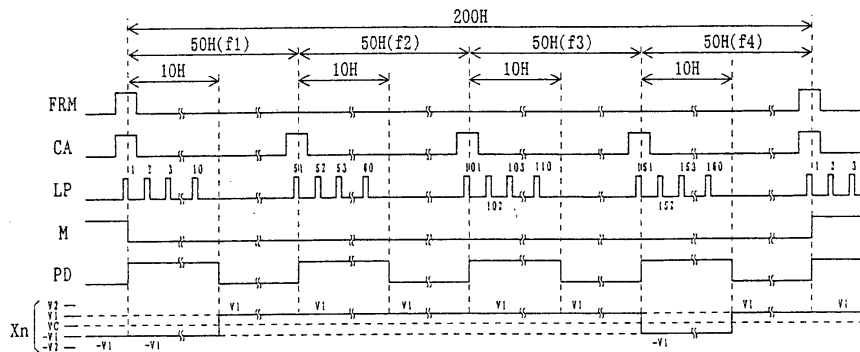 200H
50H(f1) 50H(f2) 50H(f3) 50H(f4)
10H 10H 10H 10H
FRM
CA
LP 1 2 3 10 51 52 53 60 101 102 103 110 151 152 153 160 1 2 3
M
PD
Xn V2 V1 VC -V1 -V2
V1 V1 V1 V1 V1 V1 V1
-V1 -V1 -V1